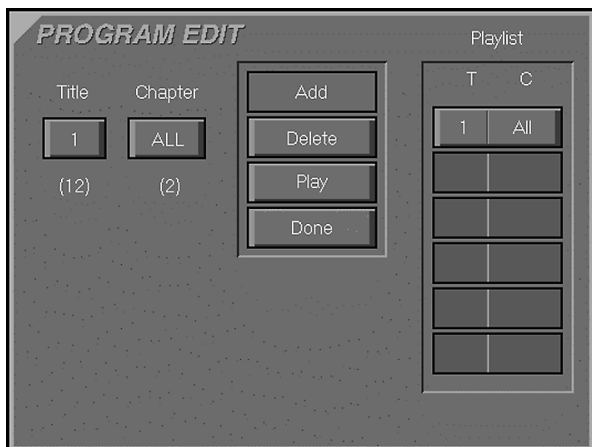 PROGRAM EDIT
Playlist
Title Chapter
1 ALL
(12) (2)
Add
Delete
Play
Done
T C
1 All